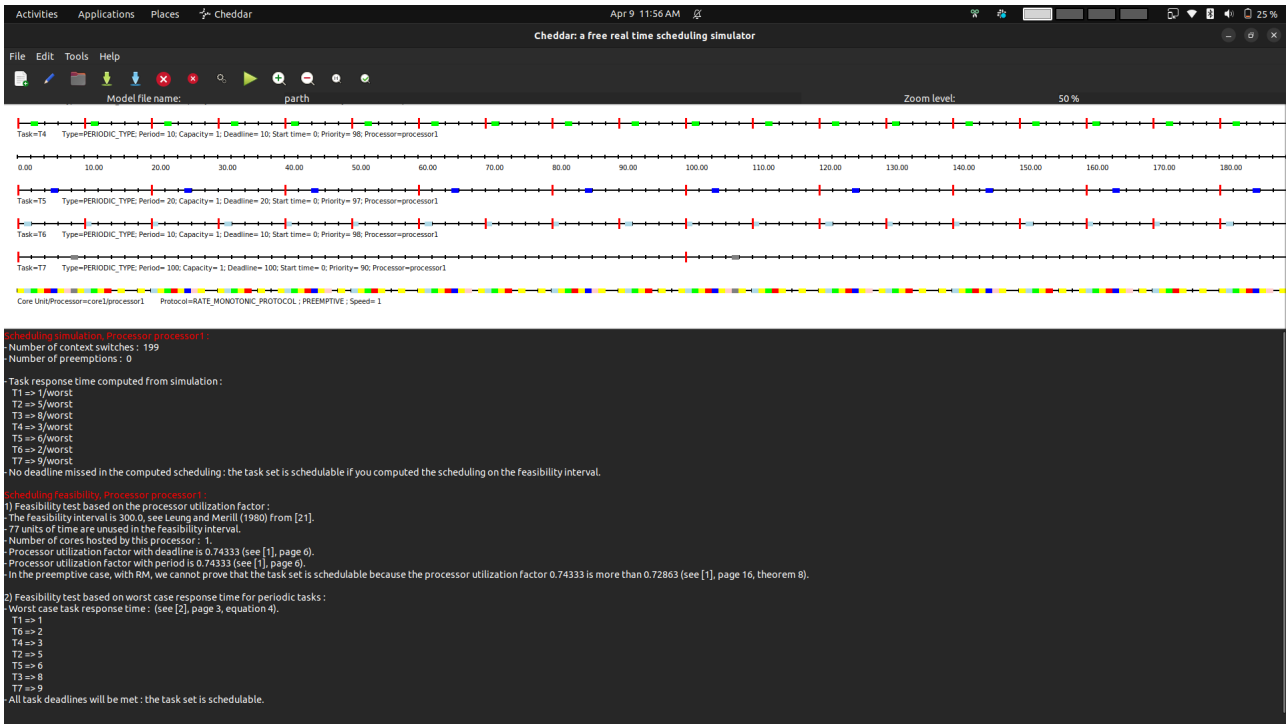 Activities Applications Places Cheddar Apr 9 11:56 AM 25 %
Cheddar: a free real time scheduling simulator
File Edit Tools Help
Model file name: parth Zoom level: 50 %
Task=T4 Type=PERIODIC_TYPE; Period= 10; Capacity= 1; Deadline= 10; Start time= 0; Priority= 98; Processor=processor1
0.00 10.00 20.00 30.00 40.00 50.00 60.00 70.00 80.00 90.00 100.00 110.00 120.00 130.00 140.00 150.00 160.00 170.00 180.00
Task=T5 Type=PERIODIC_TYPE; Period= 20; Capacity= 1; Deadline= 20; Start time= 0; Priority= 97; Processor=processor1
Task=T6 Type=PERIODIC_TYPE; Period= 10; Capacity= 1; Deadline= 10; Start time= 0; Priority= 98; Processor=processor1
Task=T7 Type=PERIODIC_TYPE; Period= 100; Capacity= 1; Deadline= 100; Start time= 0; Priority= 90; Processor=processor1
Core Unit/Processor=core1/processor1 Protocol=RATE_MONOTONIC_PROTOCOL ; PREEMPTIVE ; Speed= 1
Scheduling simulation, Processor processor1 :
- Number of context switches : 199
- Number of preemptions : 0
- Task response time computed from simulation :
T1 => 1/worst
T2 => 5/worst
T3 => 8/worst
T4 => 3/worst
T5 => 6/worst
T6 => 2/worst
T7 => 9/worst
- No deadline missed in the computed scheduling : the task set is schedulable if you computed the scheduling on the feasibility interval.
Scheduling feasibility, Processor processor1 :
1) Feasibility test based on the processor utilization factor :
- The feasibility interval is 300.0, see Leung and Merill (1980) from [21].
- 77 units of time are unused in the feasibility interval.
- Number of cores hosted by this processor : 1.
- Processor utilization factor with deadline is 0.74333 (see [1], page 6).
- Processor utilization factor with period is 0.74333 (see [1], page 6).
- In the preemptive case, with RM, we cannot prove that the task set is schedulable because the processor utilization factor 0.74333 is more than 0.72863 (see [1], page 16, theorem 8).
2) Feasibility test based on worst case response time for periodic tasks :
- Worst case task response time : (see [2], page 3, equation 4).
T1 => 1
T6 => 2
T4 => 3
T2 => 5
T5 => 6
T3 => 8
T7 => 9
- All task deadlines will be met : the task set is schedulable.